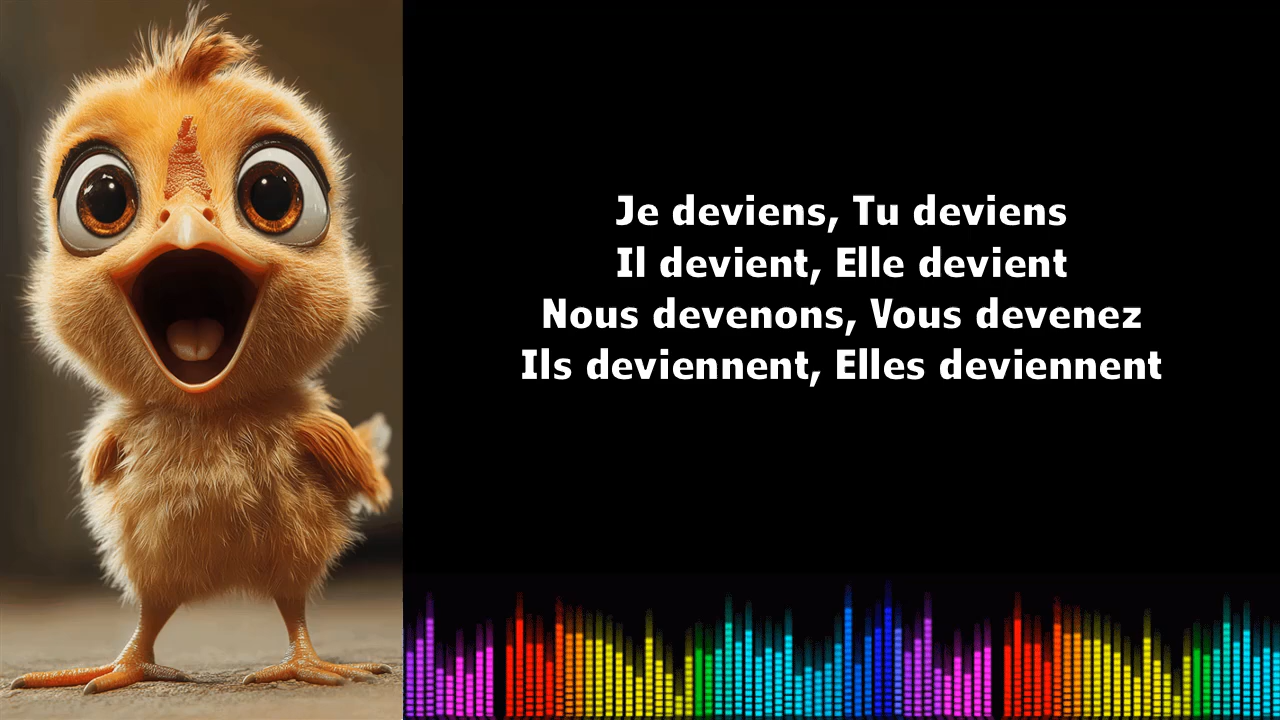 Je deviens, Tu deviens
Il devient, Elle devient
Nous devenons, Vous devenez
Ils deviennent, Elles deviennent